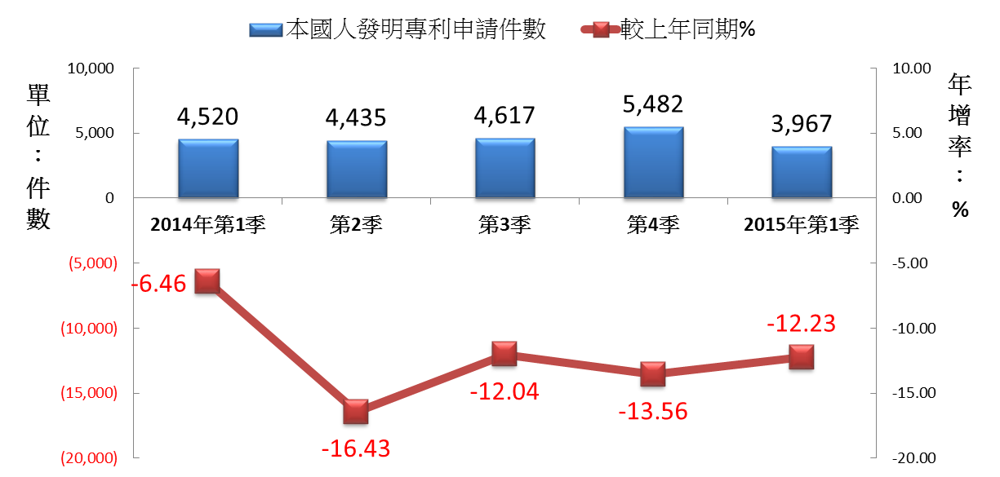 本國人發明專利申請件數 較上年同期%
單位：件數
年增率：%
10,000 10.00
5,000 5.00
0 0.00
(5,000) -5.00
(10,000) -10.00
(15,000) -15.00
(20,000) -20.00
4,520 4,435 4,617 5,482 3,967
2014年第1季 第2季 第3季 第4季 2015年第1季
-6.46 -16.43 -12.04 -13.56 -12.23